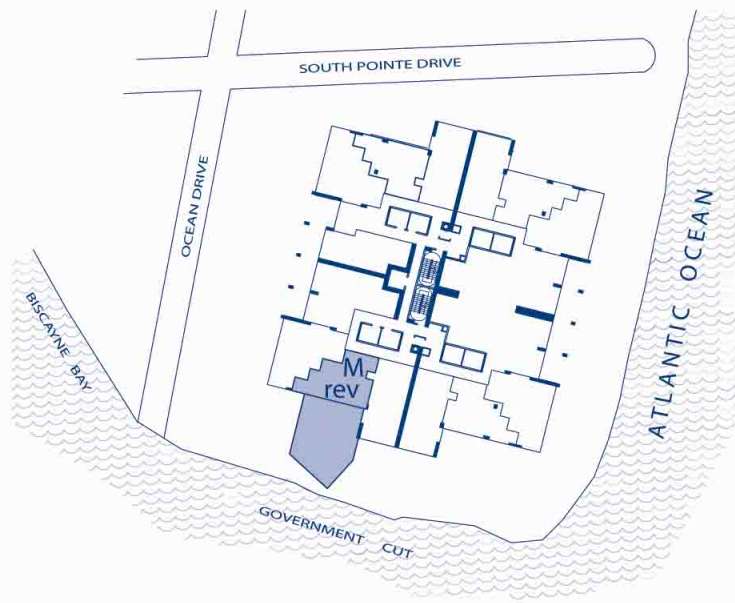 SOUTH POINTE DRIVE
OCEAN DRIVE
ATLANTIC OCEAN
BISCAYNE BAY
M
rev
GOVERNMENT CUT